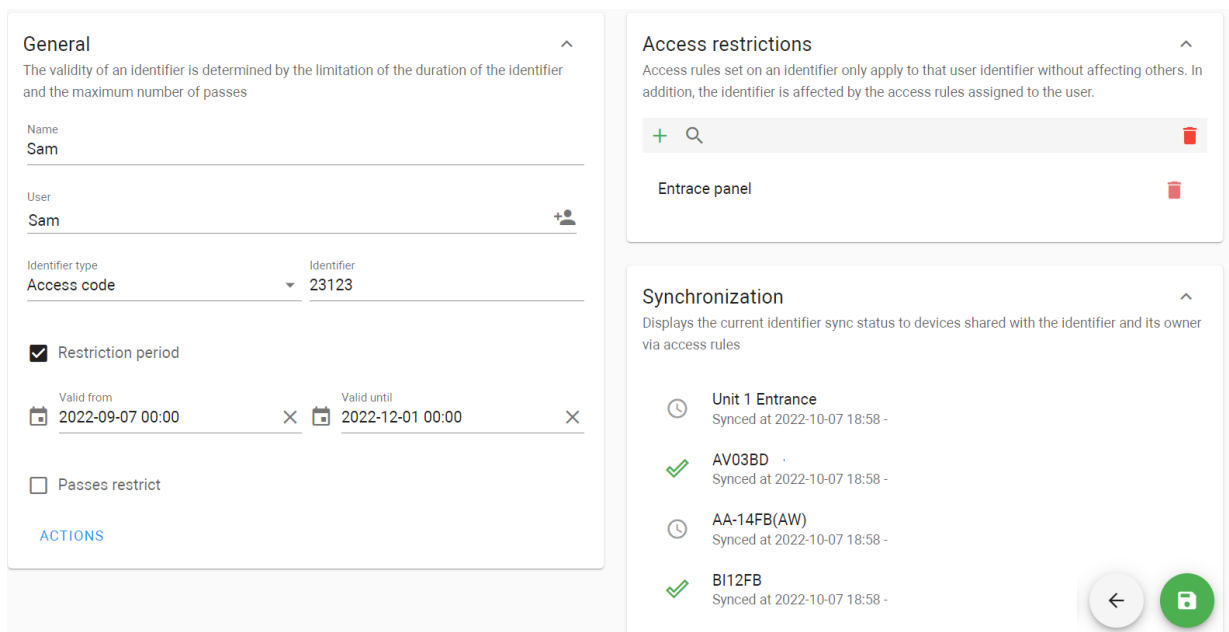 General
The validity of an identifier is determined by the limitation of the duration of the identifier
and the maximum number of passes
Name
Sam
User
Sam
Identifier type
Access code
Identifier
23123
Restriction period
Valid from
2022-09-07 00:00
Valid until
2022-12-01 00:00
Passes restrict
ACTIONS
Access restrictions
Access rules set on an identifier only apply to that user identifier without affecting others. In
addition, the identifier is affected by the access rules assigned to the user.
Entrace panel
Synchronization
Displays the current identifier sync status to devices shared with the identifier and its owner
via access rules
Unit 1 Entrance
Synced at 2022-10-07 18:58 -
AV03BD
Synced at 2022-10-07 18:58 -
AA-14FB(AW)
Synced at 2022-10-07 18:58 -
BI12FB
Synced at 2022-10-07 18:58 -